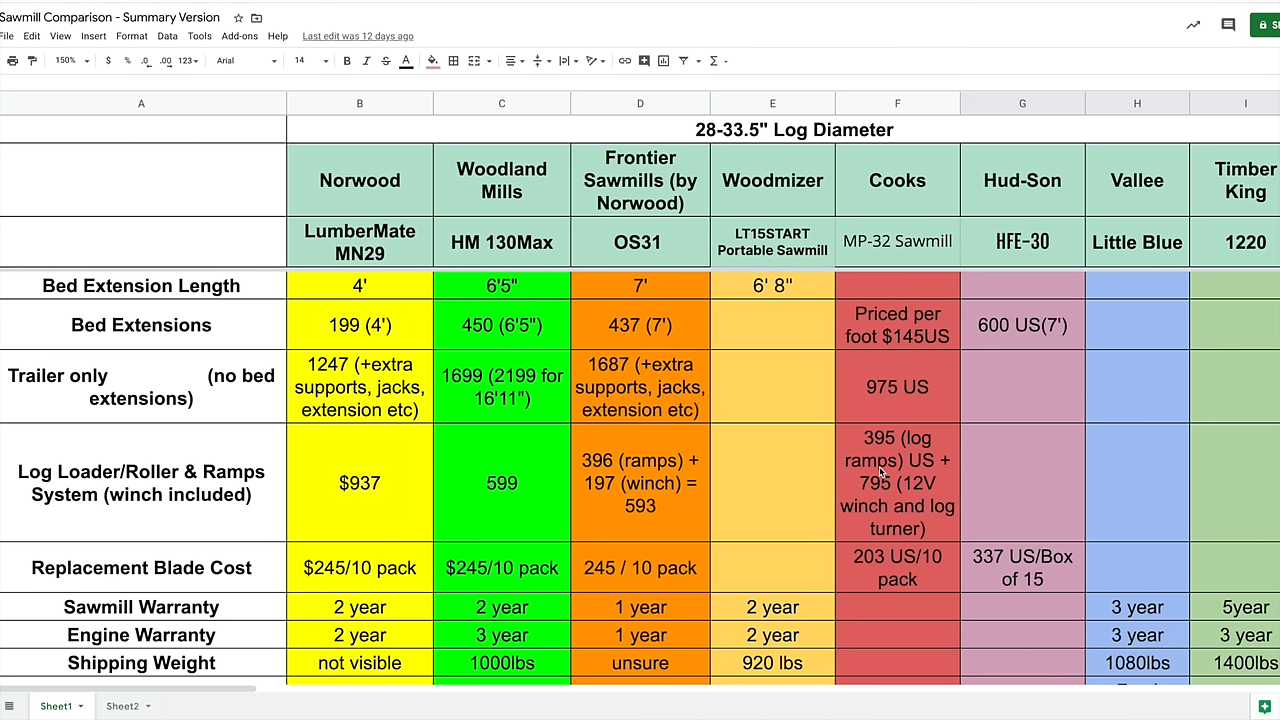 Sawmill Comparison - Summary Version
File Edit View Insert Format Data Tools Add-ons Help Last edit was 12 days ago
150% $ % .0 .00 123 Arial 14 B I S A
A B C D E F G H I
28-33.5" Log Diameter
Norwood
Woodland
Mills
Frontier
Sawmills (by
Norwood)
Woodmizer
Cooks
Hud-Son
Vallee
Timber
King
LumberMate
MN29
HM 130Max
OS31
LT15START
Portable Sawmill
MP-32 Sawmill
HFE-30
Little Blue
1220
Bed Extension Length
4'
6'5"
7'
6' 8"
Bed Extensions
199 (4')
450 (6'5")
437 (7')
Priced per
foot $145US
600 US(7')
Trailer only (no bed
extensions)
1247 (+extra
supports, jacks,
extension etc)
1699 (2199 for
16'11")
1687 (+extra
supports, jacks,
extension etc)
975 US
Log Loader/Roller & Ramps
System (winch included)
$937
599
396 (ramps) +
197 (winch) =
593
395 (log
ramps) US +
795 (12V
winch and log
turner)
Replacement Blade Cost
$245/10 pack
$245/10 pack
245 / 10 pack
203 US/10
pack
337 US/Box
of 15
Sawmill Warranty
2 year
2 year
1 year
2 year
3 year
5year
Engine Warranty
2 year
3 year
1 year
2 year
3 year
3 year
Shipping Weight
not visible
1000lbs
unsure
920 lbs
1080lbs
1400lbs
Sheet1 Sheet2